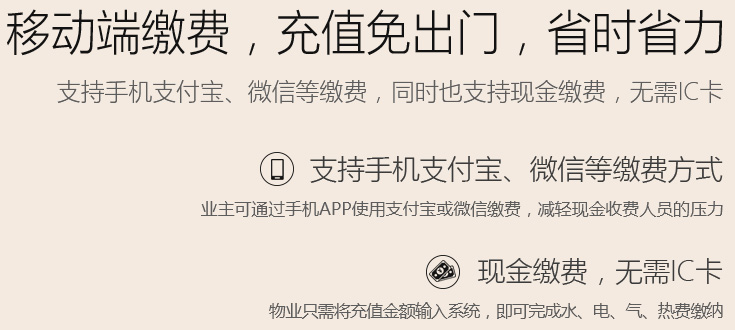 移动端缴费，充值免出门，省时省力
支持手机支付宝、微信等缴费，同时也支持现金缴费，无需IC卡
支持手机支付宝、微信等缴费方式
业主可通过手机APP使用支付宝或微信缴费，减轻现金收费人员的压力
现金缴费，无需IC卡
物业只需将充值金额输入系统，即可完成水、电、气、热费缴纳